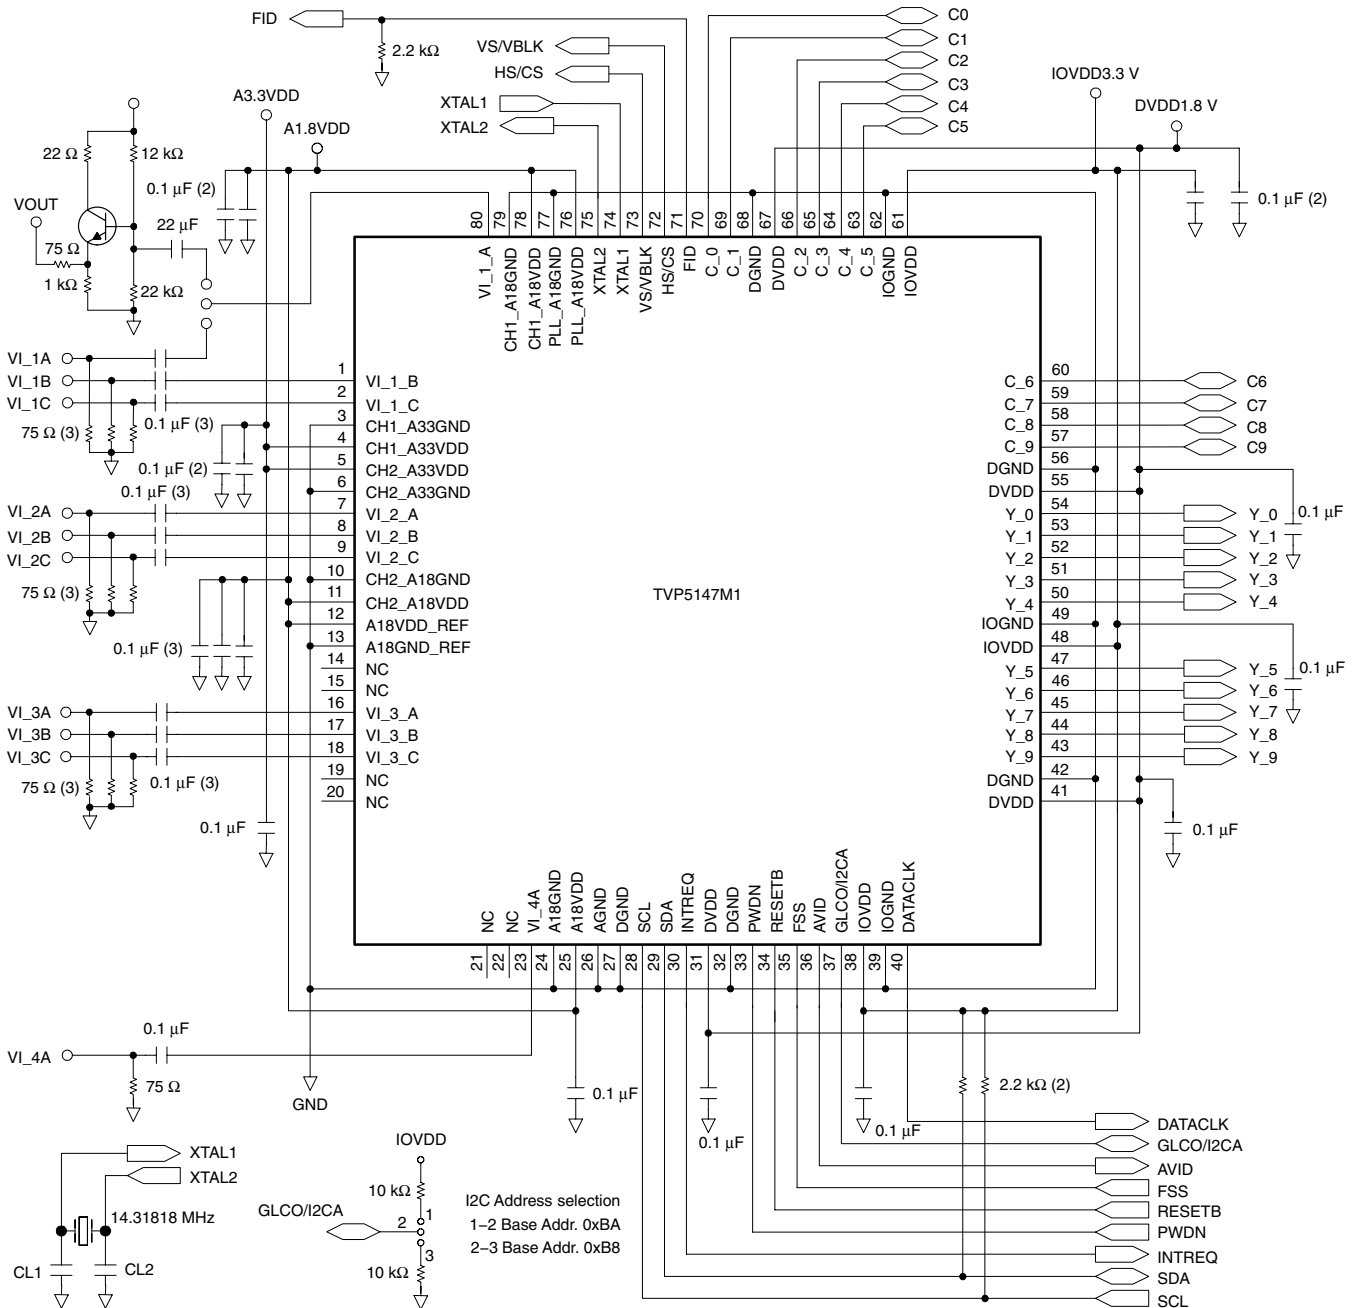 FID
2.2 kΩ
VS/VBLK
HS/CS
XTAL1
XTAL2
C0
C1
C2
C3
C4
C5
IOVDD3.3 V
DVDD1.8 V
A3.3VDD
A1.8VDD
22 Ω
12 kΩ
0.1 µF (2)
VOUT
22 µF
75 Ω
1 kΩ
22 kΩ
0.1 µF (2)
80 79 78 77 76 75 74 73 72 71 70 69 68 67 66 65 64 63 62 61
VI_1_A
CH1_A18GND
CH1_A18VDD
PLL_A18GND
PLL_A18VDD
XTAL2
XTAL1
VS/VBLK
HS/CS
FID
C_0
C_1
DGND
DVDD
C_2
C_3
C_4
C_5
IOGND
IOVDD
VI_1A
VI_1B
VI_1C
75 Ω (3)
0.1 µF (3)
0.1 µF (2)
0.1 µF (3)
VI_2A
VI_2B
VI_2C
75 Ω (3)
0.1 µF (3)
VI_3A
VI_3B
VI_3C
75 Ω (3)
0.1 µF (3)
0.1 µF
1 VI_1_B
2 VI_1_C
3 CH1_A33GND
4 CH1_A33VDD
5 CH2_A33VDD
6 CH2_A33GND
7 VI_2_A
8 VI_2_B
9 VI_2_C
10 CH2_A18GND
11 CH2_A18VDD
12 A18VDD_REF
13 A18GND_REF
14 NC
15 NC
16 VI_3_A
17 VI_3_B
18 VI_3_C
19 NC
20 NC
TVP5147M1
C_6 60 C6
C_7 59 C7
C_8 58 C8
C_9 57 C9
DGND 56
DVDD 55
Y_0 54 Y_0
0.1 µF
Y_1 53 Y_1
Y_2 52 Y_2
Y_3 51 Y_3
Y_4 50 Y_4
IOGND 49
IOVDD 48
Y_5 47 Y_5
0.1 µF
Y_6 46 Y_6
Y_7 45 Y_7
Y_8 44 Y_8
Y_9 43 Y_9
DGND 42
DVDD 41
0.1 µF
NC
NC
VI_4A
A18GND
A18VDD
AGND
DGND
SCL
SDA
INTREQ
DVDD
DGND
PWDN
RESETB
FSS
AVID
GLCO/I2CA
IOVDD
IOGND
DATACLK
21 22 23 24 25 26 27 28 29 30 31 32 33 34 35 36 37 38 39 40
VI_4A
0.1 µF
75 Ω
GND
0.1 µF
0.1 µF
0.1 µF
2.2 kΩ (2)
DATACLK
GLCO/I2CA
AVID
FSS
RESETB
PWDN
INTREQ
SDA
SCL
XTAL1
XTAL2
14.31818 MHz
CL1
CL2
IOVDD
10 kΩ
GLCO/I2CA
1
2
3
10 kΩ
I2C Address selection
1–2 Base Addr. 0xBA
2–3 Base Addr. 0xB8